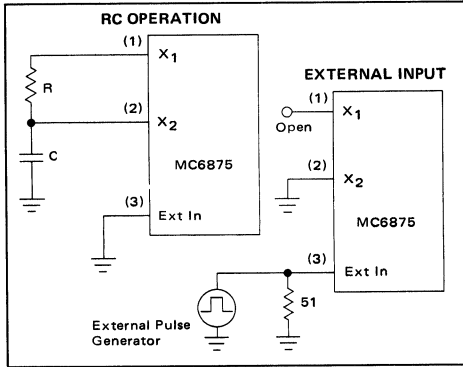 RC OPERATION
(1)
X1
R
(2)
X2
C
MC6875
(3)
Ext In
EXTERNAL INPUT
(1)
X1
Open
(2)
X2
MC6875
(3)
Ext In
51
External Pulse
Generator